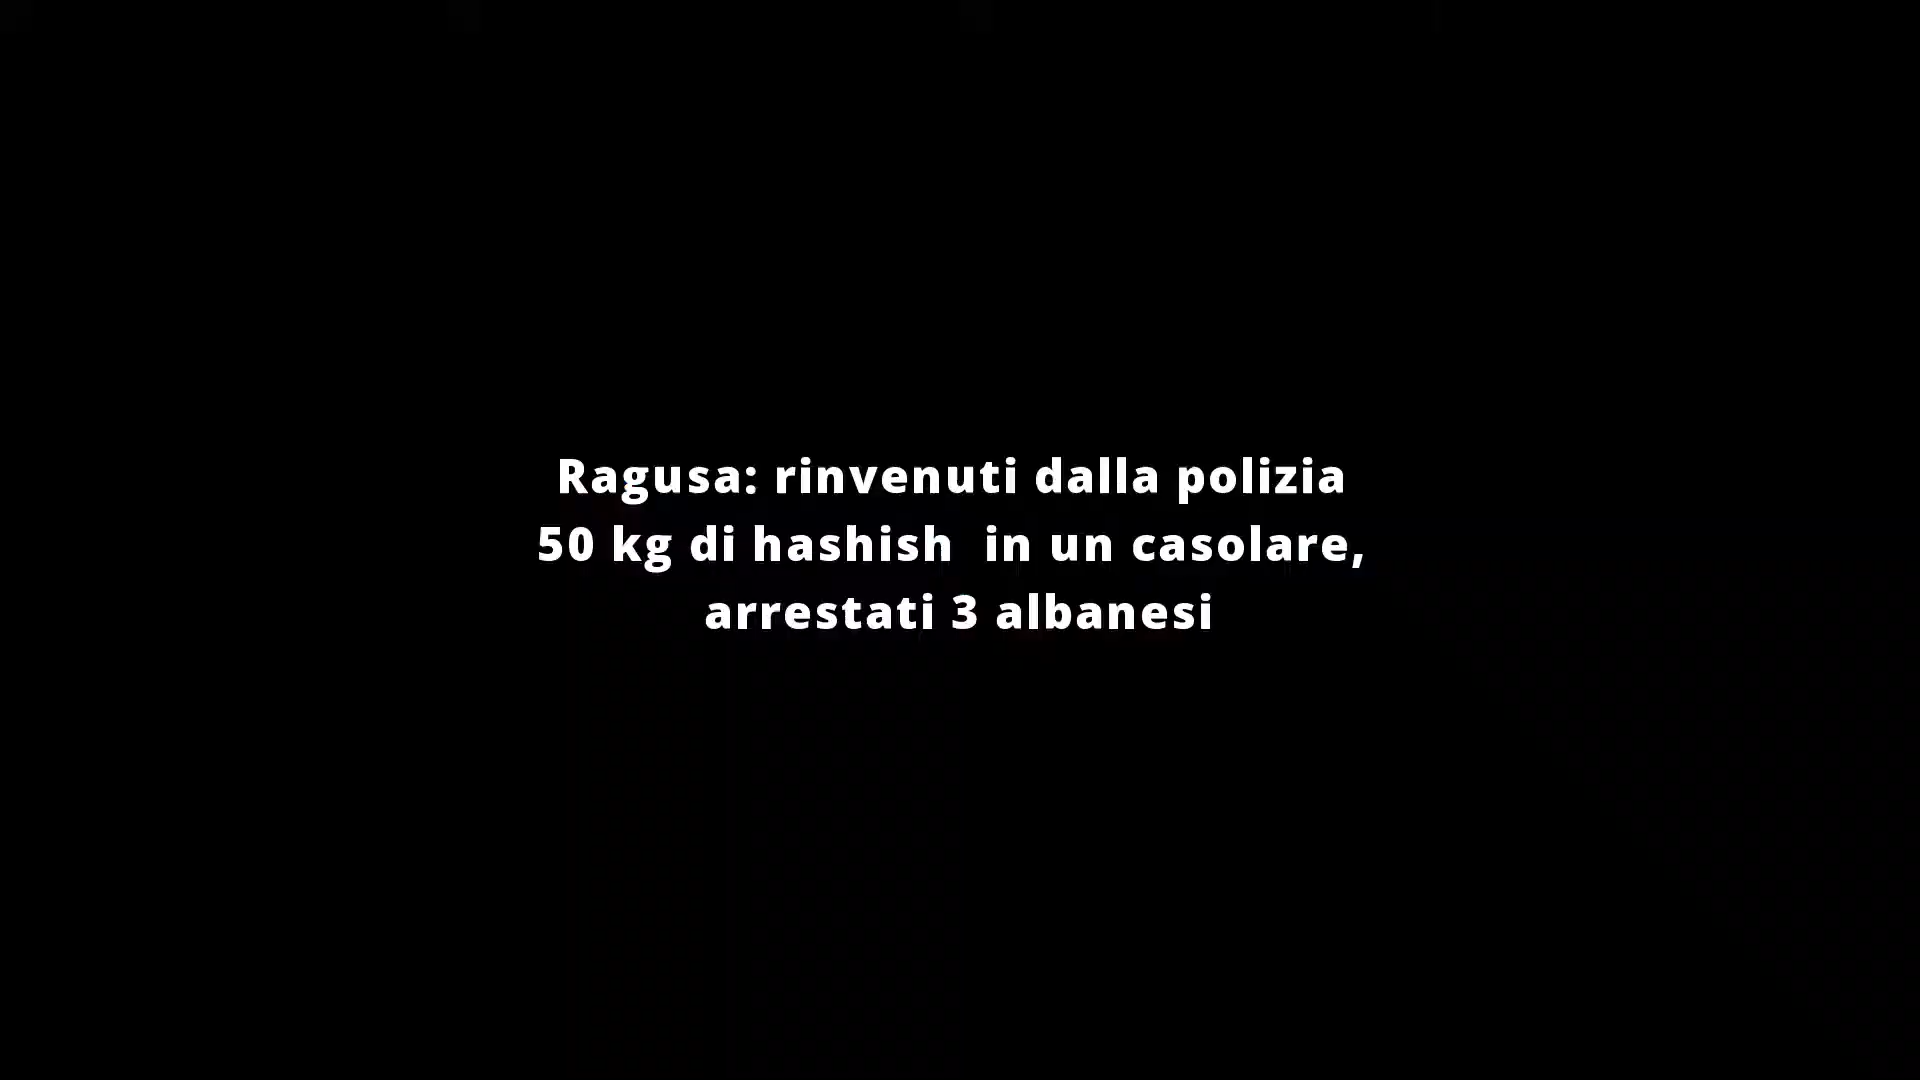 Ragusa: rinvenuti dalla polizia
50 kg di hashish  in un casolare,
arrestati 3 albanesi